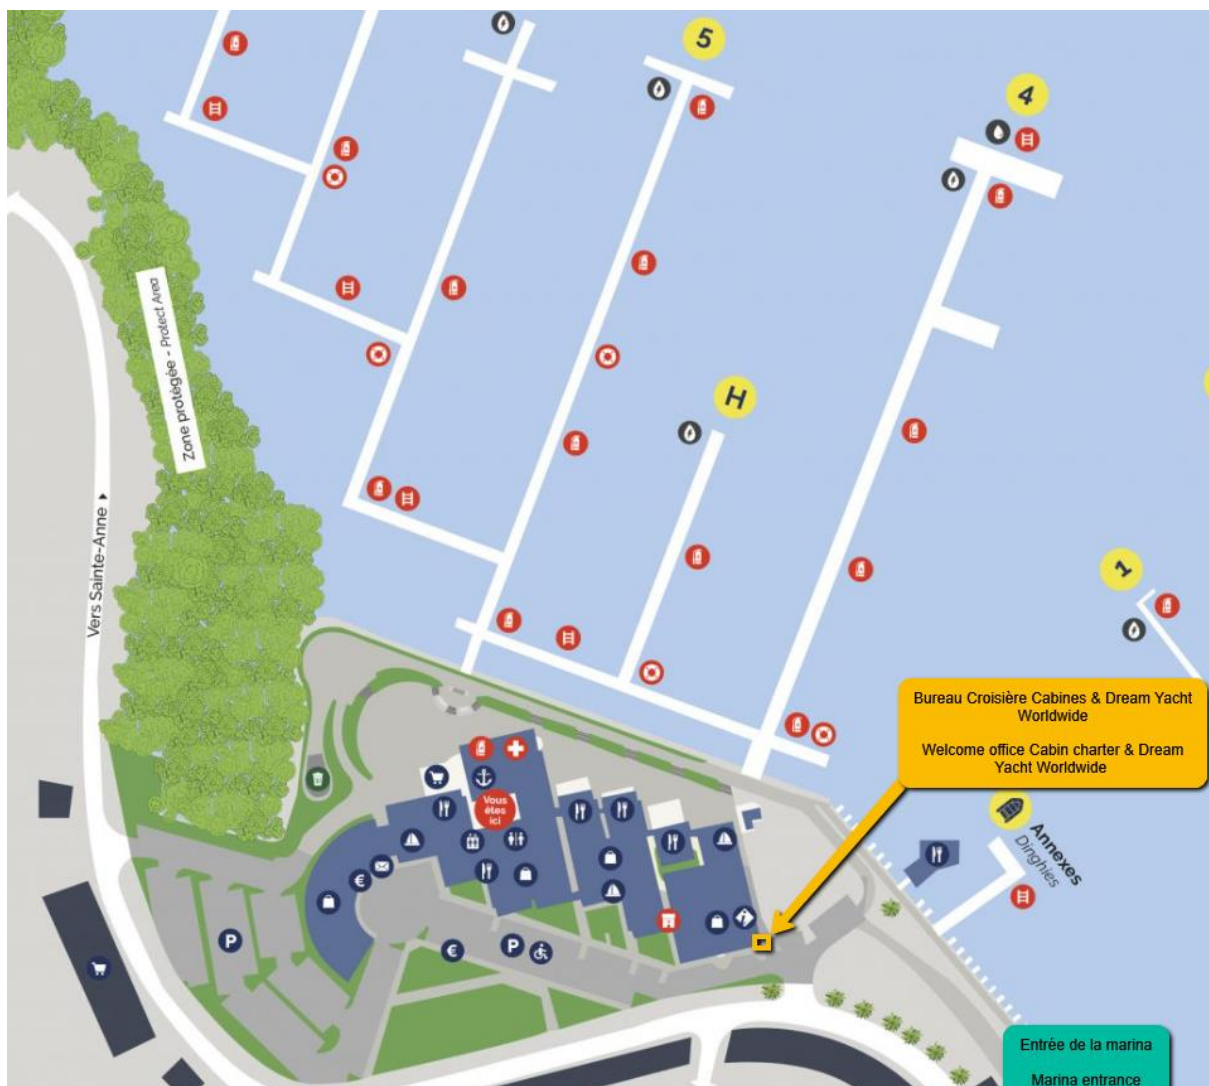 5
4
H
1
Zone protégée - Protect Area
Vers Sainte-Anne
Bureau Croisière Cabines & Dream Yacht
Worldwide
Welcome office Cabin charter & Dream
Yacht Worldwide
Vous
êtes
ici
Annexes
Dinghies
€
P
€
P
Entrée de la marina
Marina entrance